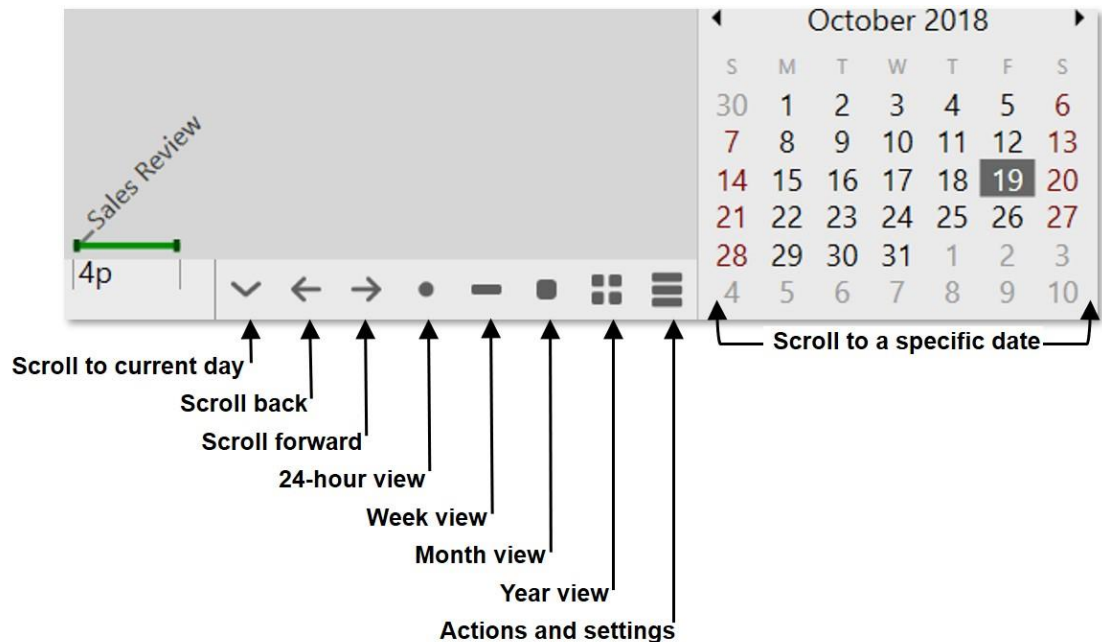 October 2018
S M T W T F S
30 1 2 3 4 5 6
7 8 9 10 11 12 13
14 15 16 17 18 19 20
21 22 23 24 25 26 27
28 29 30 31 1 2 3
4 5 6 7 8 9 10
Sales Review
4p
Scroll to a specific date
Scroll to current day
Scroll back
Scroll forward
24-hour view
Week view
Month view
Year view
Actions and settings